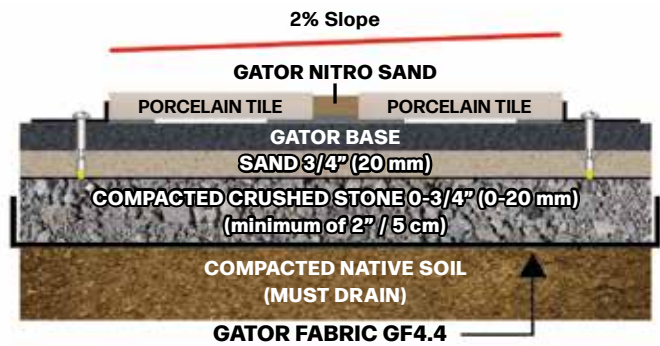 2% Slope
GATOR NITRO SAND
PORCELAIN TILE PORCELAIN TILE
GATOR BASE
SAND 3/4" (20 mm)
COMPACTED CRUSHED STONE 0-3/4" (0-20 mm)
(minimum of 2" / 5 cm)
COMPACTED NATIVE SOIL
(MUST DRAIN)
GATOR FABRIC GF4.4